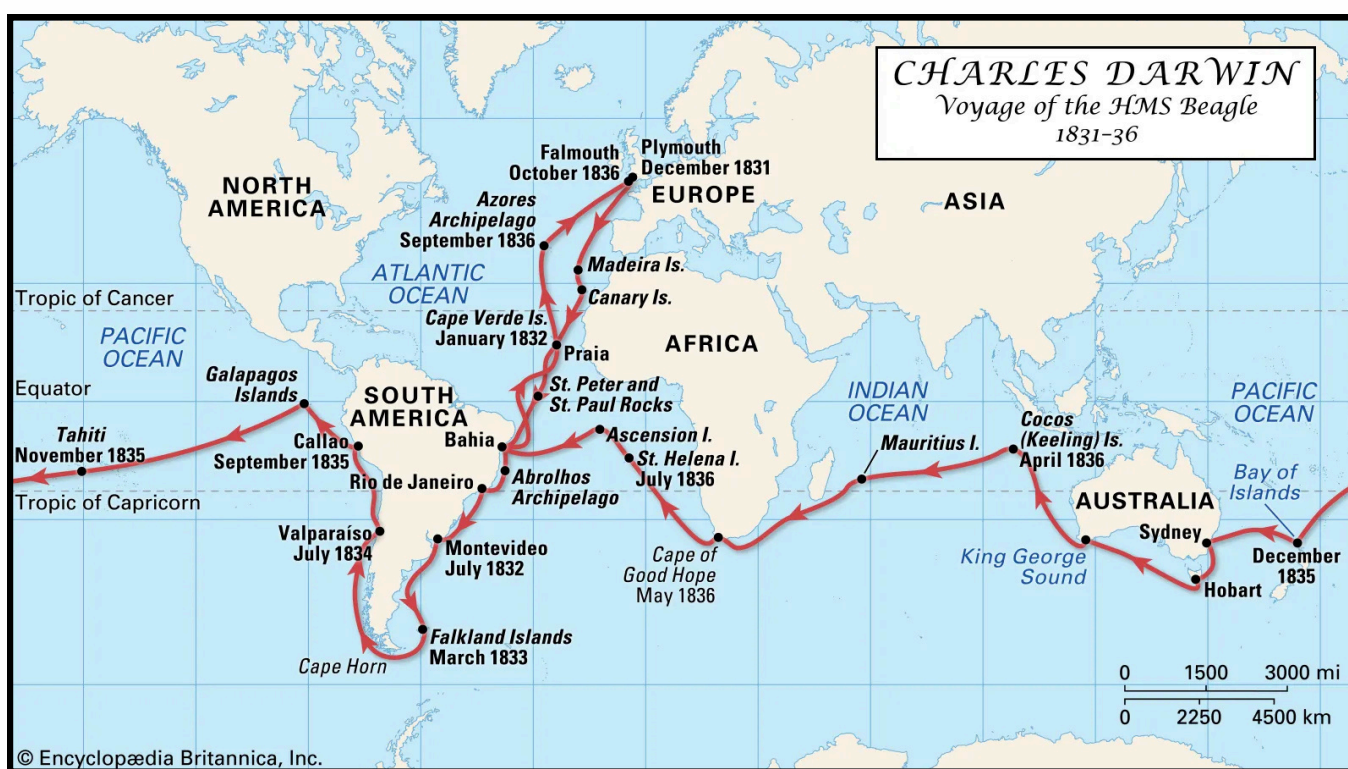 CHARLES DARWIN
Voyage of the HMS Beagle
1831–36
Falmouth
October 1836
Plymouth
December 1831
NORTH
AMERICA
EUROPE
ASIA
Azores
Archipelago
September 1836
ATLANTIC
OCEAN
Madeira Is.
Canary Is.
Tropic of Cancer
Cape Verde Is.
January 1832
PACIFIC
OCEAN
Praia
AFRICA
Galapagos
Islands
Equator
SOUTH
AMERICA
St. Peter and
St. Paul Rocks
INDIAN
OCEAN
PACIFIC
OCEAN
Tahiti
November 1835
Callao
September 1835
Bahia
Ascension I.
St. Helena I.
July 1836
Mauritius I.
Cocos
(Keeling) Is.
April 1836
Rio de Janeiro
Abrolhos
Archipelago
Bay of
Islands
Tropic of Capricorn
AUSTRALIA
Valparaíso
July 1834
Montevideo
July 1832
Cape of
Good Hope
May 1836
King George
Sound
Sydney
December
1835
Hobart
Falkland Islands
March 1833
Cape Horn
0 1500 3000 mi
0 2250 4500 km
© Encyclopædia Britannica, Inc.